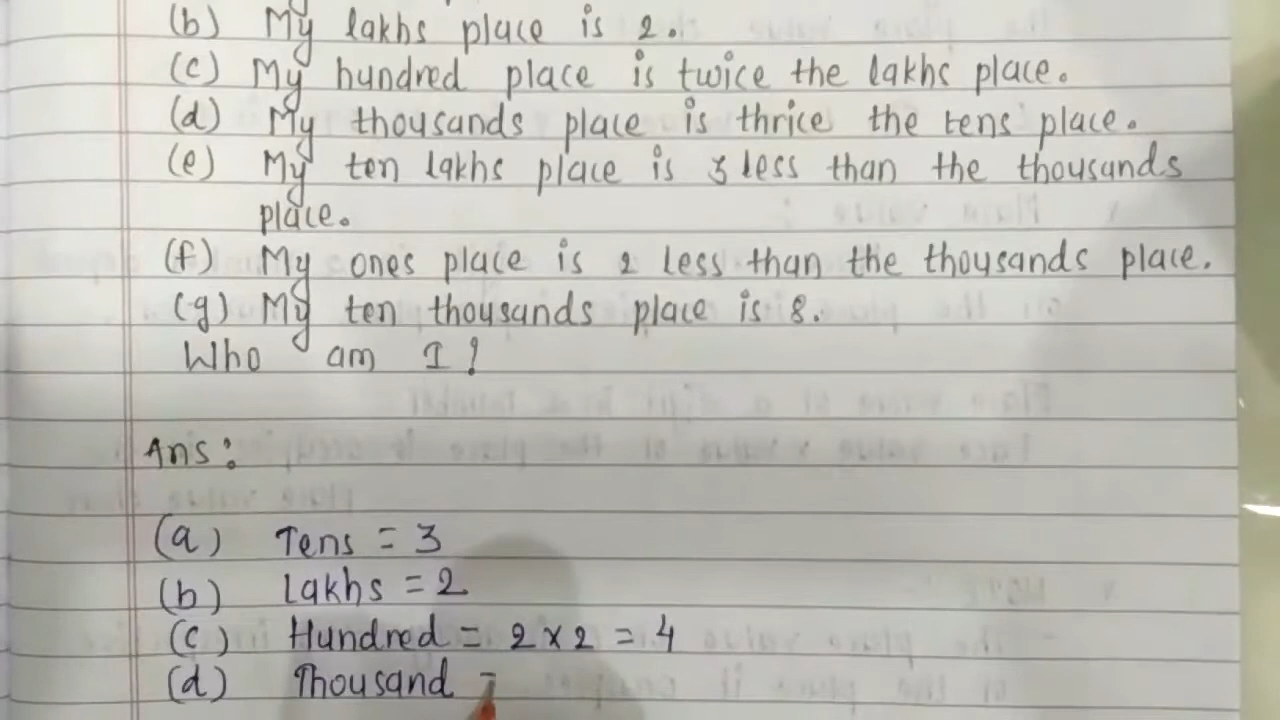 (b) My lakhs place is 2.
(c) My hundred place is twice the lakhs place.
(d) My thousands place is thrice the tens place.
(e) My ten lakhs place is 3 less than the thousands
place.
(f) My ones place is 2 less than the thousands place.
(g) My ten thousands place is 8.
Who am I?
Ans:
(a) Tens = 3
(b) Lakhs = 2
(c) Hundred = 2 × 2 = 4
(d) Thousand =